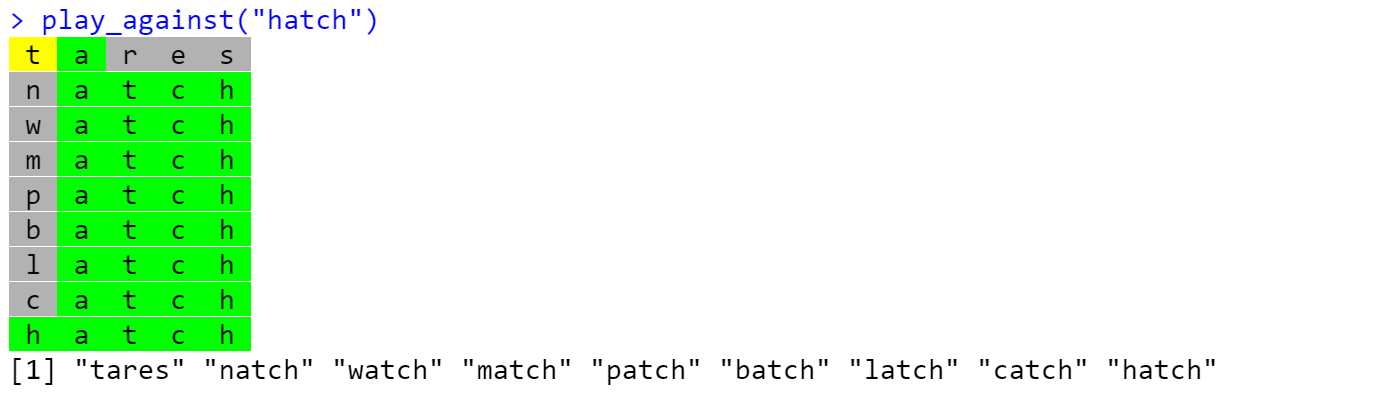 > play_against("hatch")
t a r e s
n a t c h
w a t c h
m a t c h
p a t c h
b a t c h
l a t c h
c a t c h
h a t c h
[1] "tares" "natch" "watch" "match" "patch" "batch" "latch" "catch" "hatch"